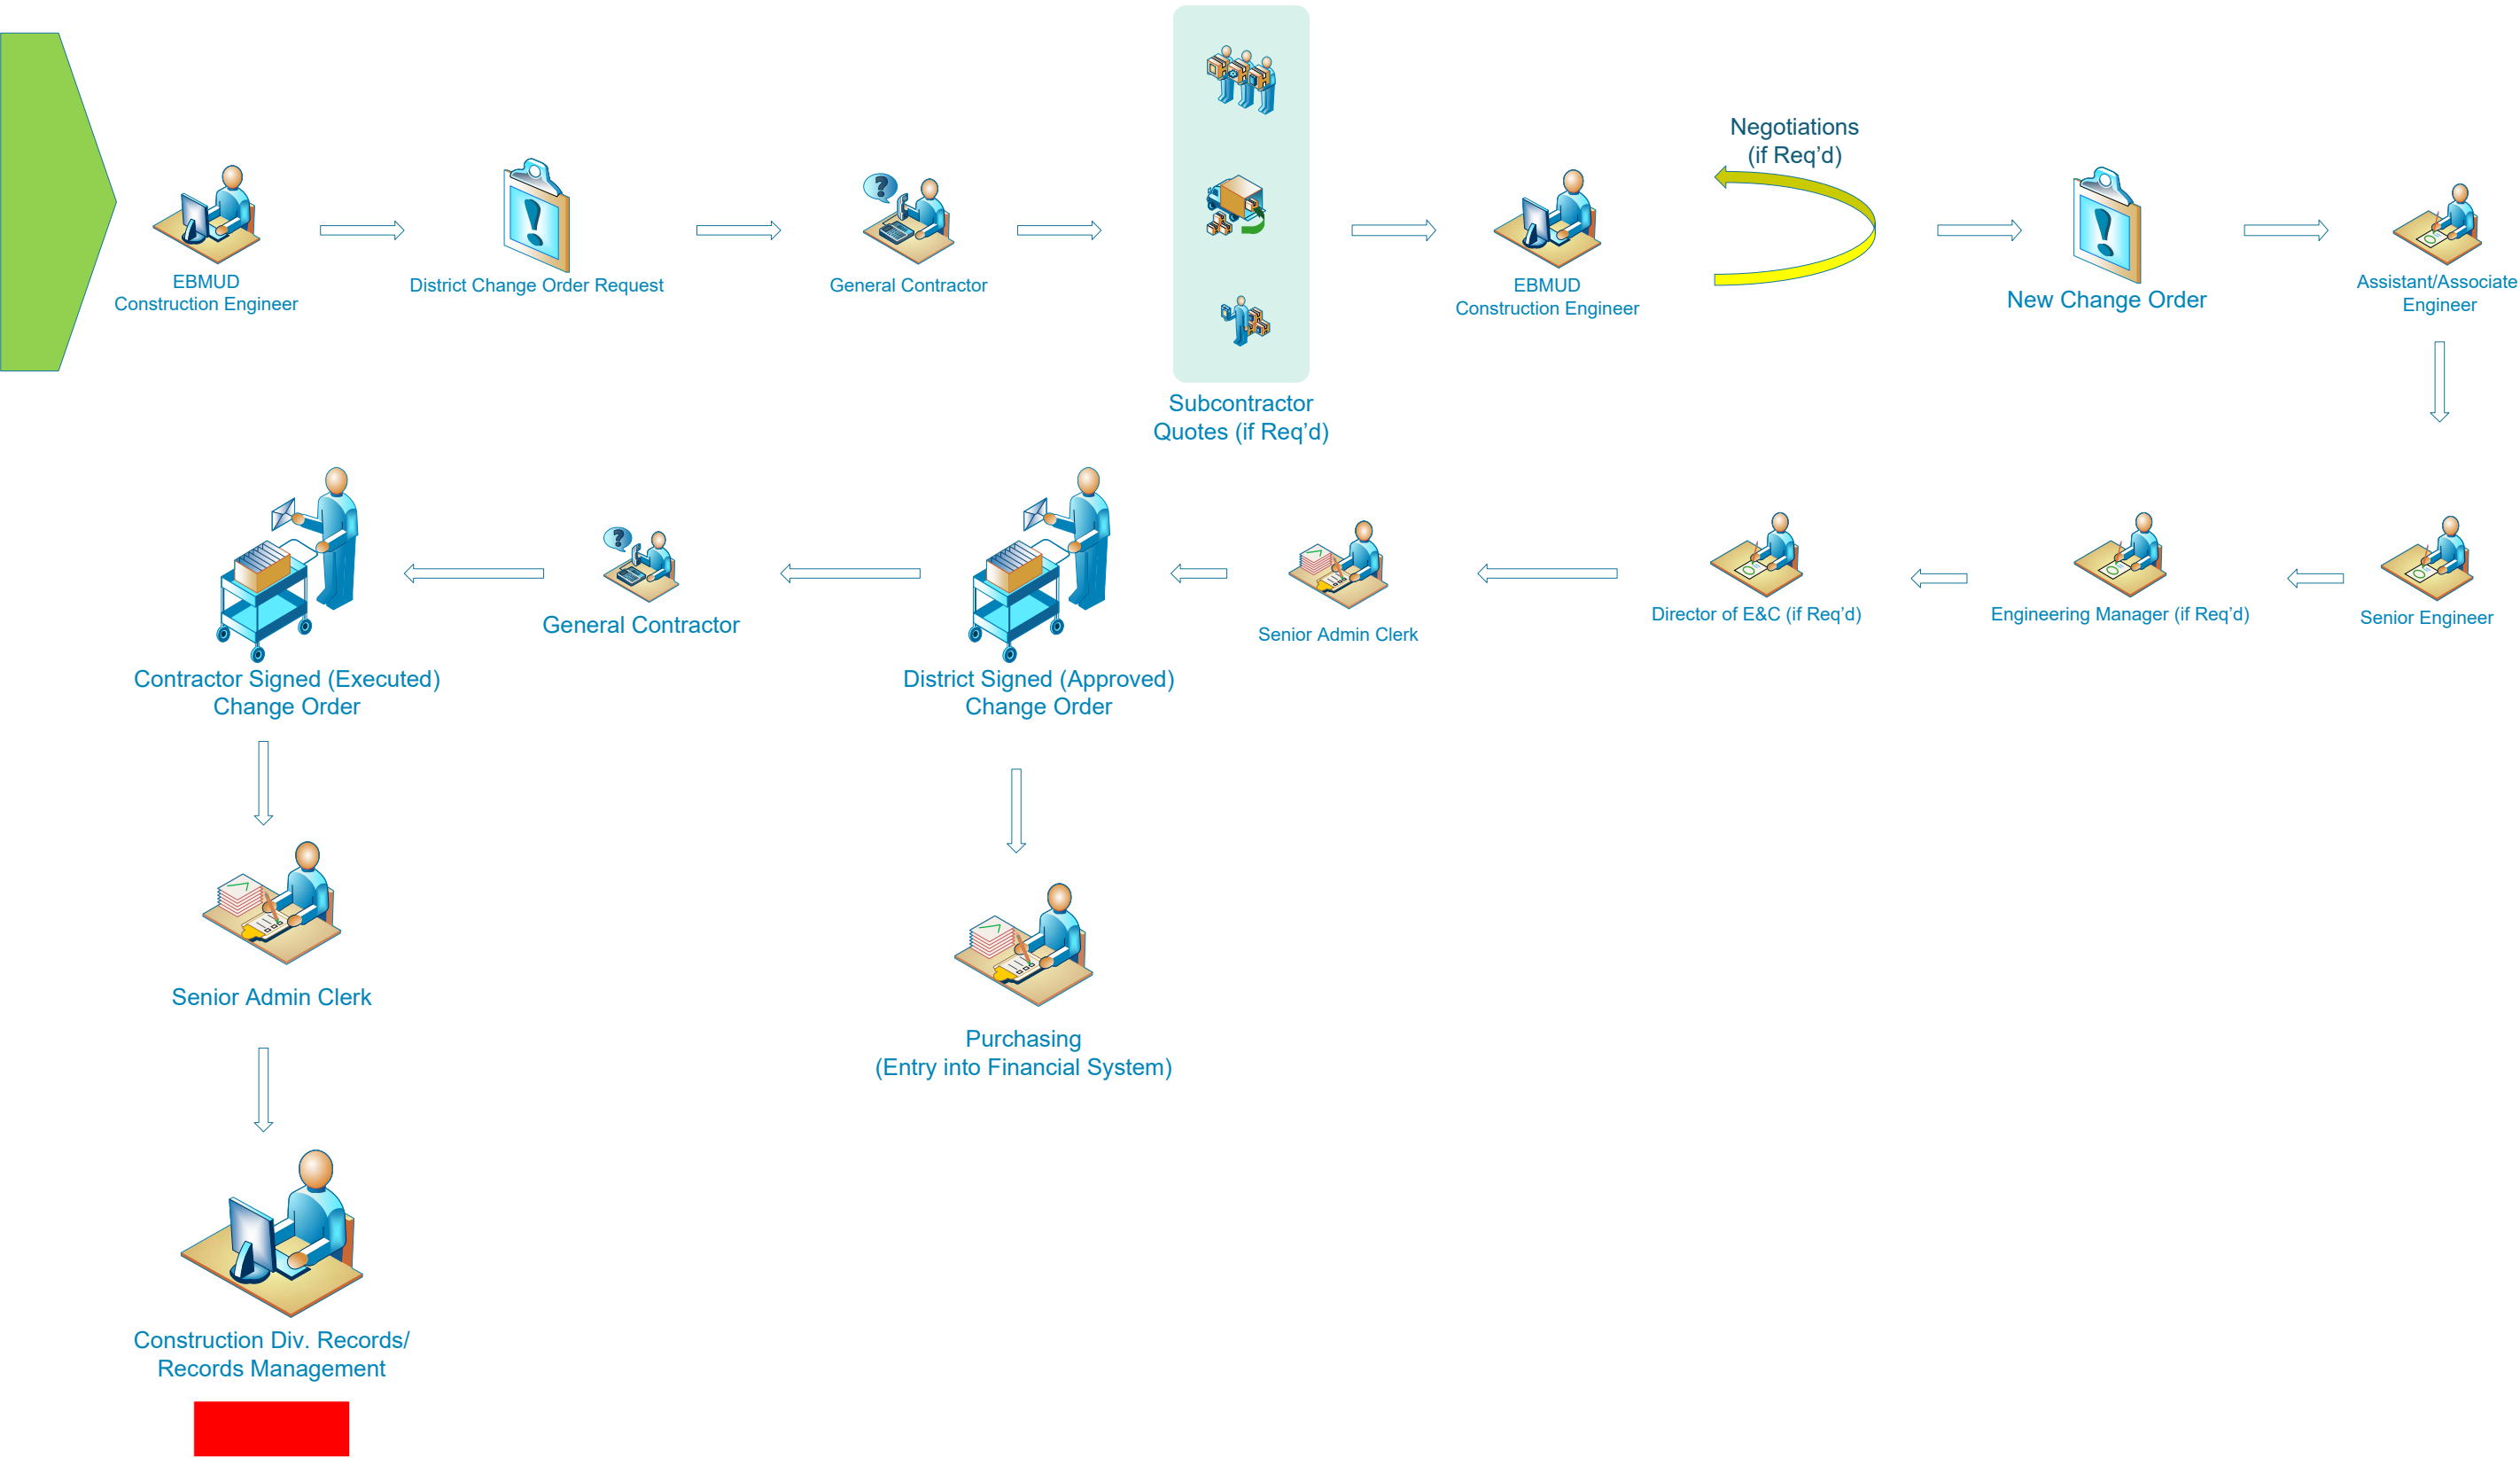 Negotiations
(if Req’d)
EBMUD
Construction Engineer
District Change Order Request
General Contractor
EBMUD
Construction Engineer
New Change Order
Assistant/Associate
Engineer
Subcontractor
Quotes (if Req’d)
Contractor Signed (Executed)
Change Order
General Contractor
District Signed (Approved)
Change Order
Senior Admin Clerk
Director of E&C (if Req’d)
Engineering Manager (if Req’d)
Senior Engineer
Senior Admin Clerk
Purchasing
(Entry into Financial System)
Construction Div. Records/
Records Management